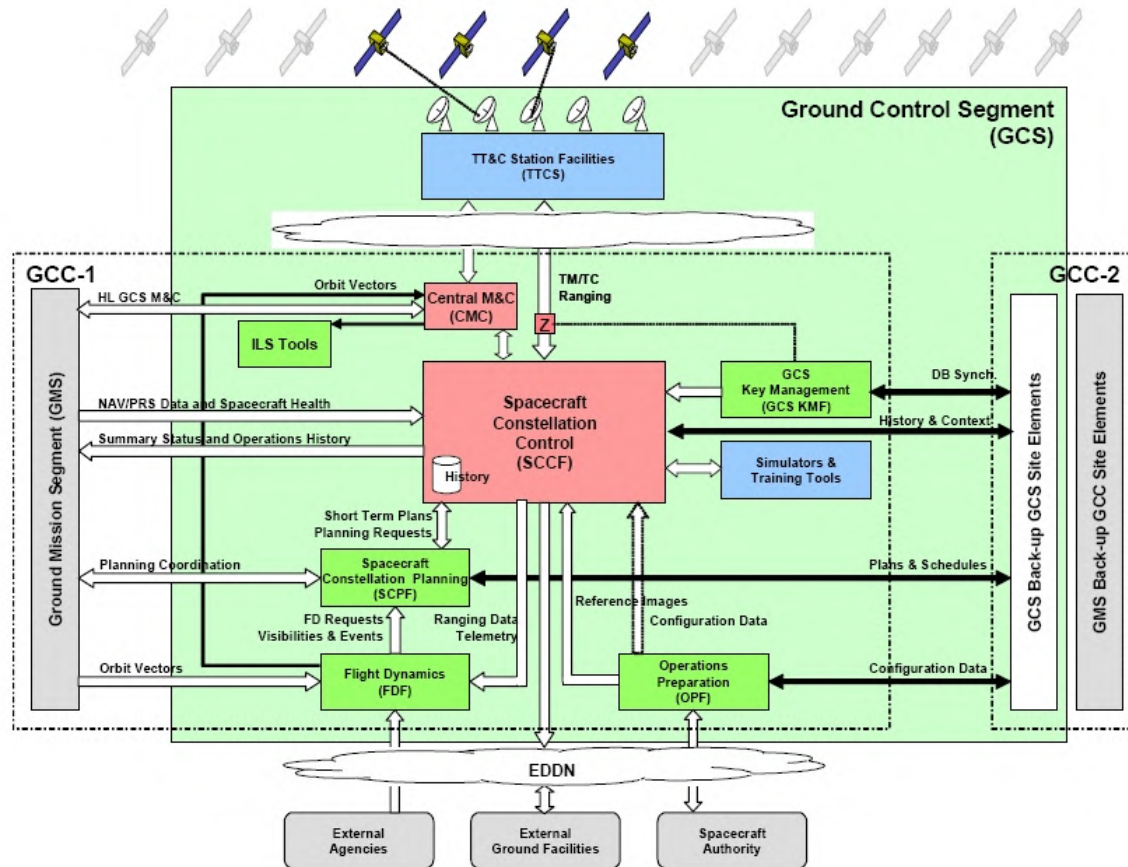 Ground Control Segment
(GCS)
TT&C Station Facilities
(TTCS)
GCC-1
GCC-2
Orbit Vectors
TM/TC
Ranging
HL GCS M&C
Central M&C
(CMC)
Z
ILS Tools
GCS
Key Management
(GCS KMF)
DB Synch.
Ground Mission Segment (GMS)
NAV/PRS Data and Spacecraft Health
Spacecraft
Constellation
Control
(SCCF)
History & Context
Summary Status and Operations History
History
Simulators &
Training Tools
GCS Back-up GCS Site Elements
GMS Back-up GCC Site Elements
Short Term Plans
Planning Requests
Planning Coordination
Spacecraft
Constellation Planning
(SCPF)
Plans & Schedules
FD Requests
Visibilities & Events
Ranging Data
Telemetry
Reference Images
Configuration Data
Orbit Vectors
Flight Dynamics
(FDF)
Operations
Preparation
(OPF)
Configuration Data
EDDN
External
Agencies
External
Ground Facilities
Spacecraft
Authority